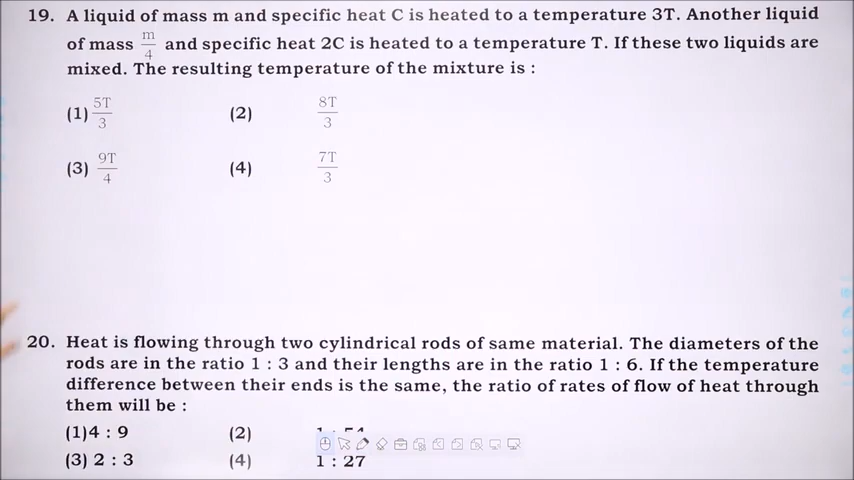 19. A liquid of mass m and specific heat C is heated to a temperature 3T. Another liquid
of mass m/4 and specific heat 2C is heated to a temperature T. If these two liquids are
mixed. The resulting temperature of the mixture is :
(1) 5T/3 (2) 8T/3
(3) 9T/4 (4) 7T/3
20. Heat is flowing through two cylindrical rods of same material. The diameters of the
rods are in the ratio 1 : 3 and their lengths are in the ratio 1 : 6. If the temperature
difference between their ends is the same, the ratio of rates of flow of heat through
them will be :
(1)4 : 9 (2)
(3) 2 : 3 (4) 1 : 27